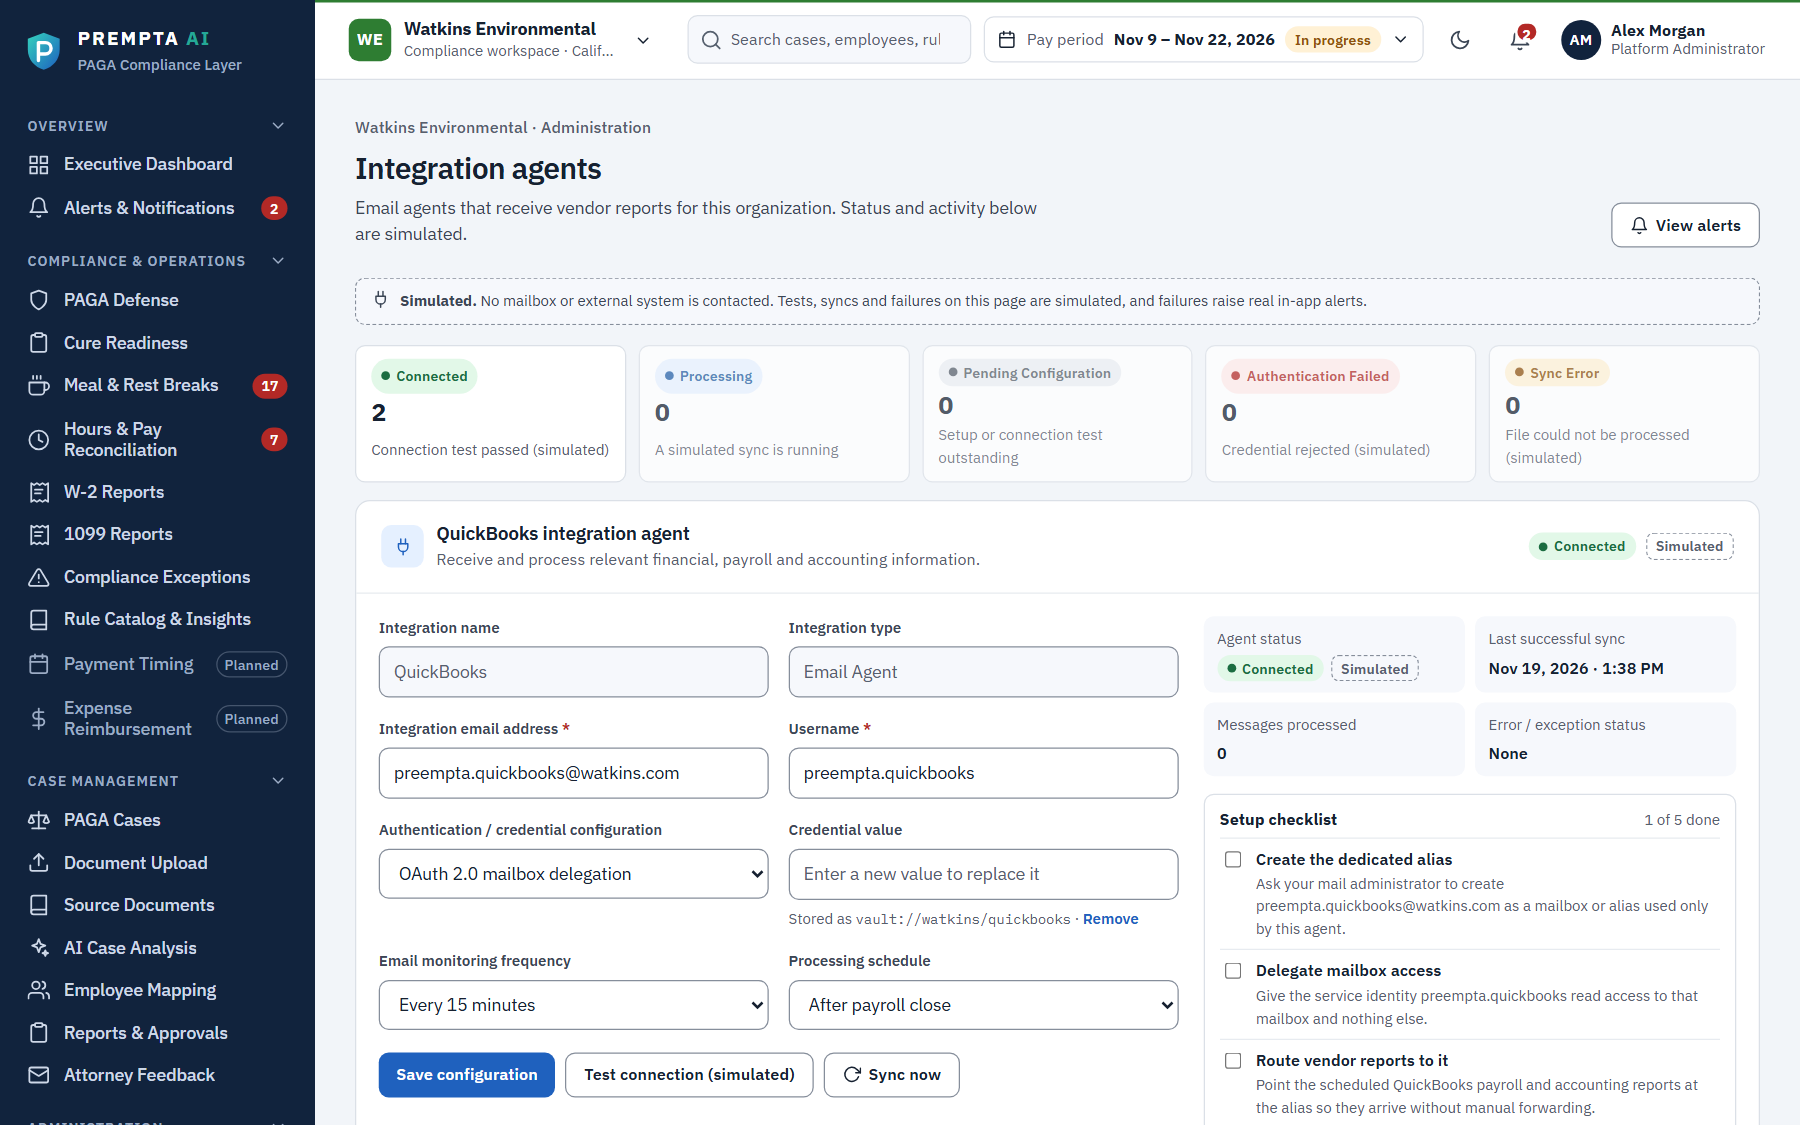 PREMPTA AI
PAGA Compliance Layer
OVERVIEW
Executive Dashboard
Alerts & Notifications
2
COMPLIANCE & OPERATIONS
PAGA Defense
Cure Readiness
Meal & Rest Breaks
17
Hours & Pay
Reconciliation
7
W-2 Reports
1099 Reports
Compliance Exceptions
Rule Catalog & Insights
Payment Timing
Planned
Expense
Reimbursement
Planned
CASE MANAGEMENT
PAGA Cases
Document Upload
Source Documents
AI Case Analysis
Employee Mapping
Reports & Approvals
Attorney Feedback
WE
Watkins Environmental
Compliance workspace · Calif...
Search cases, employees, rul
Pay period Nov 9 – Nov 22, 2026 In progress
2
AM
Alex Morgan
Platform Administrator
Watkins Environmental · Administration
Integration agents
Email agents that receive vendor reports for this organization. Status and activity below
are simulated.
View alerts
Simulated. No mailbox or external system is contacted. Tests, syncs and failures on this page are simulated, and failures raise real in-app alerts.
Connected
2
Connection test passed (simulated)
Processing
0
A simulated sync is running
Pending Configuration
0
Setup or connection test
outstanding
Authentication Failed
0
Credential rejected (simulated)
Sync Error
0
File could not be processed
(simulated)
QuickBooks integration agent
Receive and process relevant financial, payroll and accounting information.
Connected
Simulated
Integration name
QuickBooks
Integration type
Email Agent
Integration email address *
preempta.quickbooks@watkins.com
Username *
preempta.quickbooks
Authentication / credential configuration
OAuth 2.0 mailbox delegation
Credential value
Enter a new value to replace it
Stored as vault://watkins/quickbooks · Remove
Email monitoring frequency
Every 15 minutes
Processing schedule
After payroll close
Save configuration
Test connection (simulated)
Sync now
Agent status
Connected
Simulated
Last successful sync
Nov 19, 2026 · 1:38 PM
Messages processed
0
Error / exception status
None
Setup checklist
1 of 5 done
Create the dedicated alias
Ask your mail administrator to create
preempta.quickbooks@watkins.com as a mailbox or alias used only
by this agent.
Delegate mailbox access
Give the service identity preempta.quickbooks read access to that
mailbox and nothing else.
Route vendor reports to it
Point the scheduled QuickBooks payroll and accounting reports at
the alias so they arrive without manual forwarding.